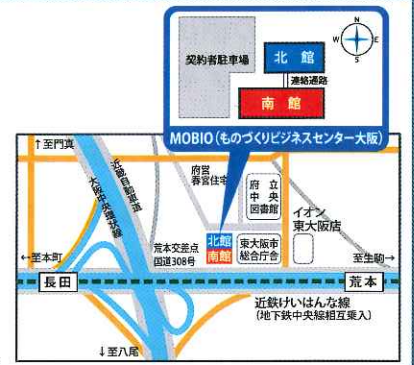 N
W E
S
契約者駐車場
北館
連絡通路
南館
MOBIO(ものづくりビジネスセンター大阪)
↑至門真
近畿自動車道
大阪中央環状線
府営
春宮住宅
府立
中央
図書館
イオン
東大阪店
荒本交差点
国道308号
北館
南館
東大阪市
総合庁舎
←至本町
至生駒→
長田
荒本
近鉄けいはんな線
(地下鉄中央線相互乗入)
↓至八尾